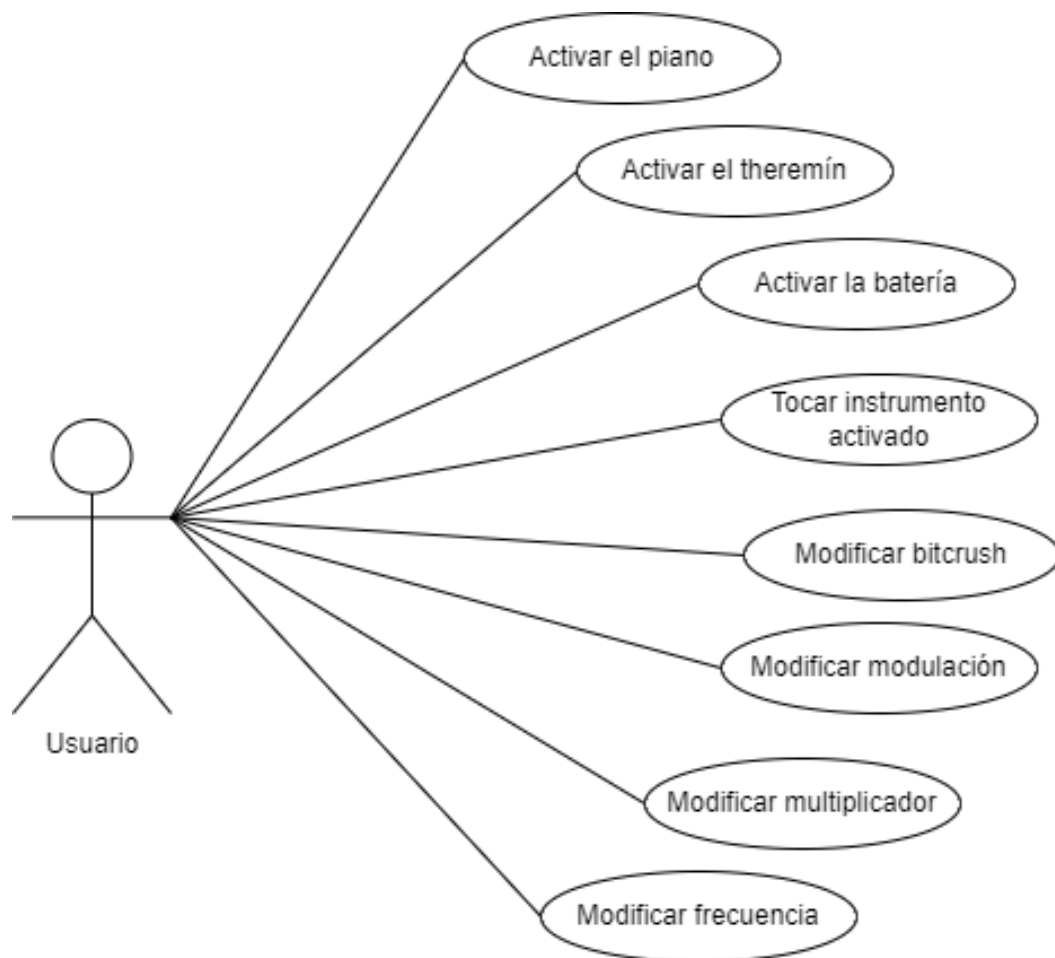 Activar el piano
Activar el theremín
Activar la batería
Tocar instrumento
activado
Modificar bitcrush
Modificar modulación
Usuario
Modificar multiplicador
Modificar frecuencia